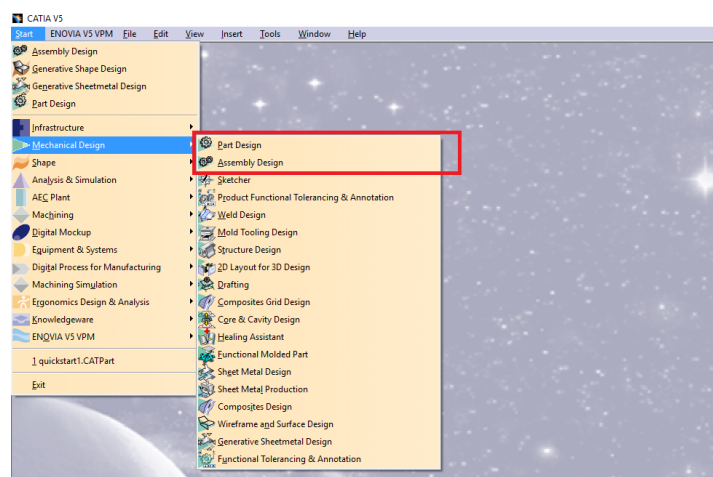 CATIA V5
Start ENOVIA V5 VPM File Edit View Insert Tools Window Help
Assembly Design
Generative Shape Design
Generative Sheetmetal Design
Part Design
Infrastructure
Mechanical Design
Shape
Analysis & Simulation
AEC Plant
Machining
Digital Mockup
Equipment & Systems
Digital Process for Manufacturing
Machining Simulation
Ergonomics Design & Analysis
Knowledgeware
ENOVIA V5 VPM
1 quickstart1.CATPart
Exit
Part Design
Assembly Design
Sketcher
Product Functional Tolerancing & Annotation
Weld Design
Mold Tooling Design
Structure Design
2D Layout for 3D Design
Drafting
Composites Grid Design
Core & Cavity Design
Healing Assistant
Functional Molded Part
Sheet Metal Design
Sheet Metal Production
Composites Design
Wireframe and Surface Design
Generative Sheetmetal Design
Functional Tolerancing & Annotation